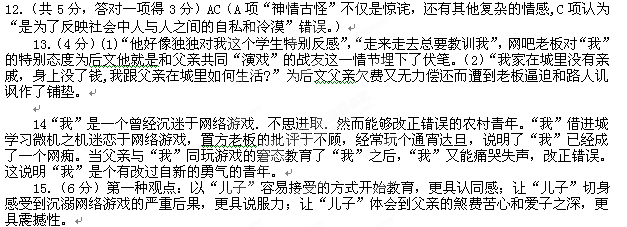 12.（共5分，答对一项得3分）AC（A项“神情古怪”不仅是惊诧，还有其他复杂的情感,C项认为
“是为了反映社会中人与人之间的自私和冷漠”错误。）
13.（4分）(1)“他好像独独对我这个学生特别反感”，“走来走去总要教训我”，网吧老板对“我”
的特别态度为后文他就是和父亲共同“演戏”的战友这一情节埋下了伏笔。（2）“我家在城里没有亲
戚，身上没了钱,我跟父亲在城里如何生活?”为后文父亲欠费又无力偿还而遭到老板逼迫和路人讥
讽作了铺垫。
14“我”是一个曾经沉迷于网络游戏．不思进取．然而能够改正错误的农村青年。“我”借进城
学习微机之机迷恋于网络游戏，置方老板的批评于不顾，经常玩个通宵达旦，说明了“我”已经成
了一个网痴。当父亲与“我”同玩游戏的窘态教育了“我”之后，“我”又能痛哭失声，改正错误。
这说明“我”是个有改过自新的勇气的青年。
15.（6分）第一种观点：以“儿子”容易接受的方式开始教育，更具认同感；让“儿子”切身
感受到沉溺网络游戏的严重后果，更具说服力；让“儿子”体会到父亲的煞费苦心和爱子之深，更
具震撼性。